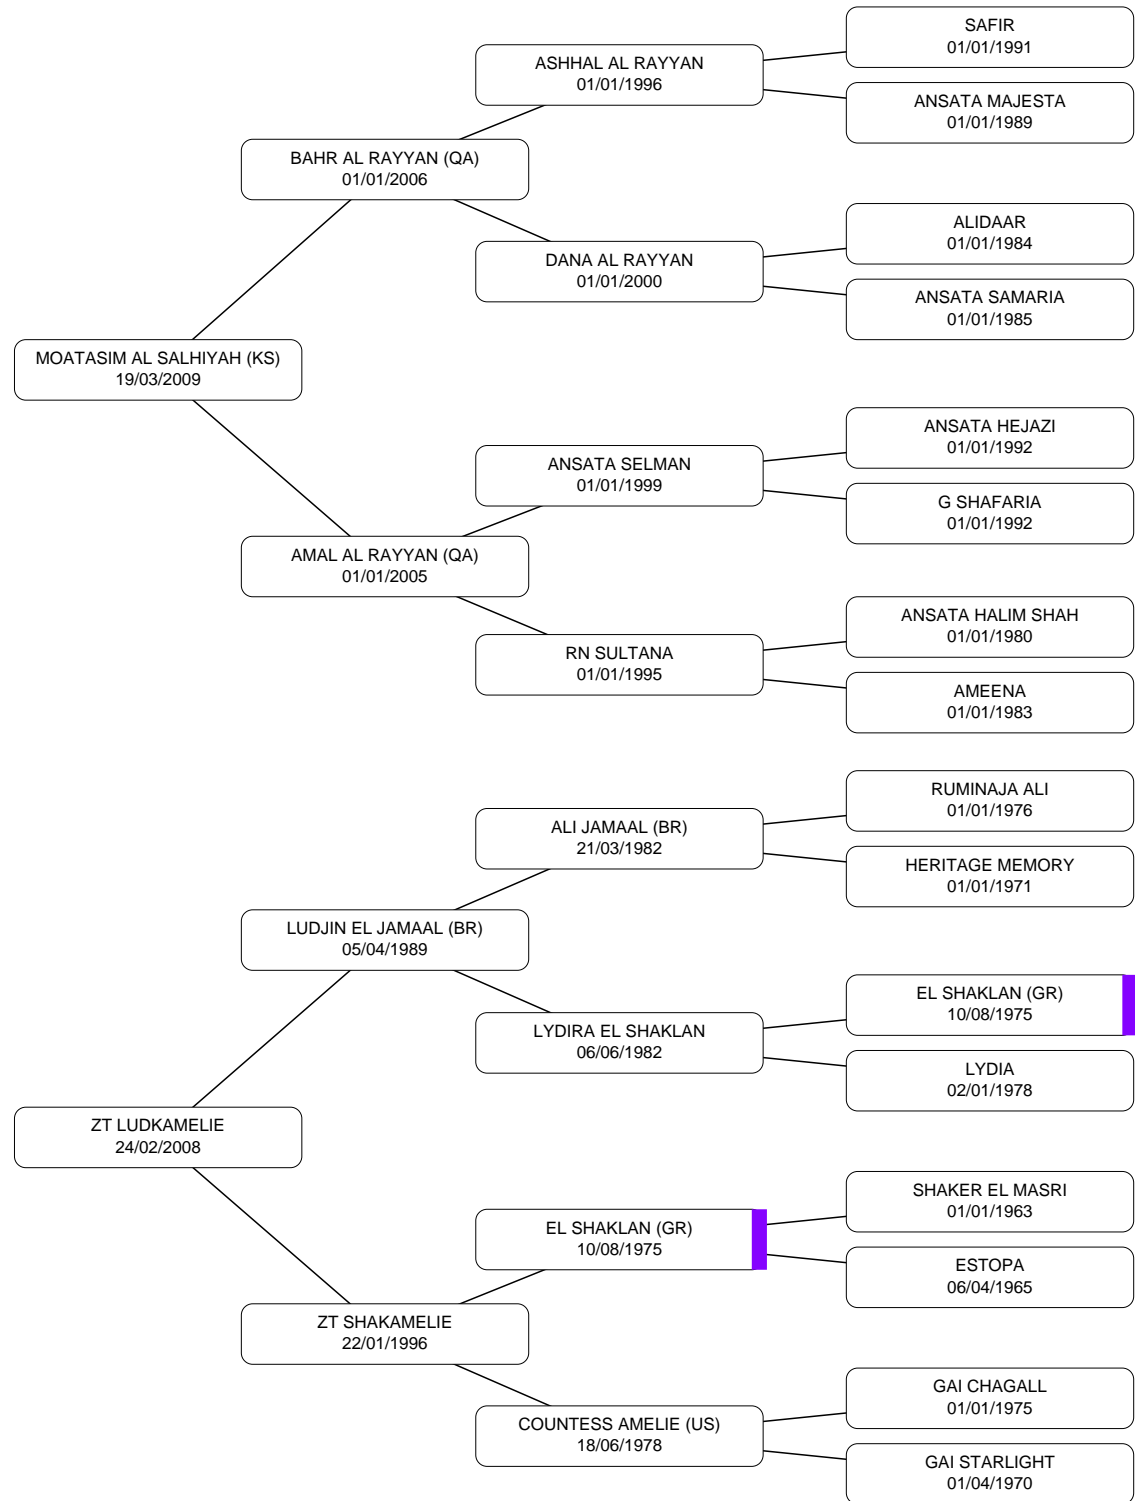 SAFIR
01/01/1991
ASHHAL AL RAYYAN
01/01/1996
ANSATA MAJESTA
01/01/1989
BAHR AL RAYYAN (QA)
01/01/2006
ALIDAAR
01/01/1984
DANA AL RAYYAN
01/01/2000
ANSATA SAMARIA
01/01/1985
MOATASIM AL SALHIYAH (KS)
19/03/2009
ANSATA HEJAZI
01/01/1992
ANSATA SELMAN
01/01/1999
G SHAFARIA
01/01/1992
AMAL AL RAYYAN (QA)
01/01/2005
ANSATA HALIM SHAH
01/01/1980
RN SULTANA
01/01/1995
AMEENA
01/01/1983
RUMINAJA ALI
01/01/1976
ALI JAMAAL (BR)
21/03/1982
HERITAGE MEMORY
01/01/1971
LUDJIN EL JAMAAL (BR)
05/04/1989
EL SHAKLAN (GR)
10/08/1975
LYDIRA EL SHAKLAN
06/06/1982
LYDIA
02/01/1978
ZT LUDKAMELIE
24/02/2008
SHAKER EL MASRI
01/01/1963
EL SHAKLAN (GR)
10/08/1975
ESTOPA
06/04/1965
ZT SHAKAMELIE
22/01/1996
GAI CHAGALL
01/01/1975
COUNTESS AMELIE (US)
18/06/1978
GAI STARLIGHT
01/04/1970